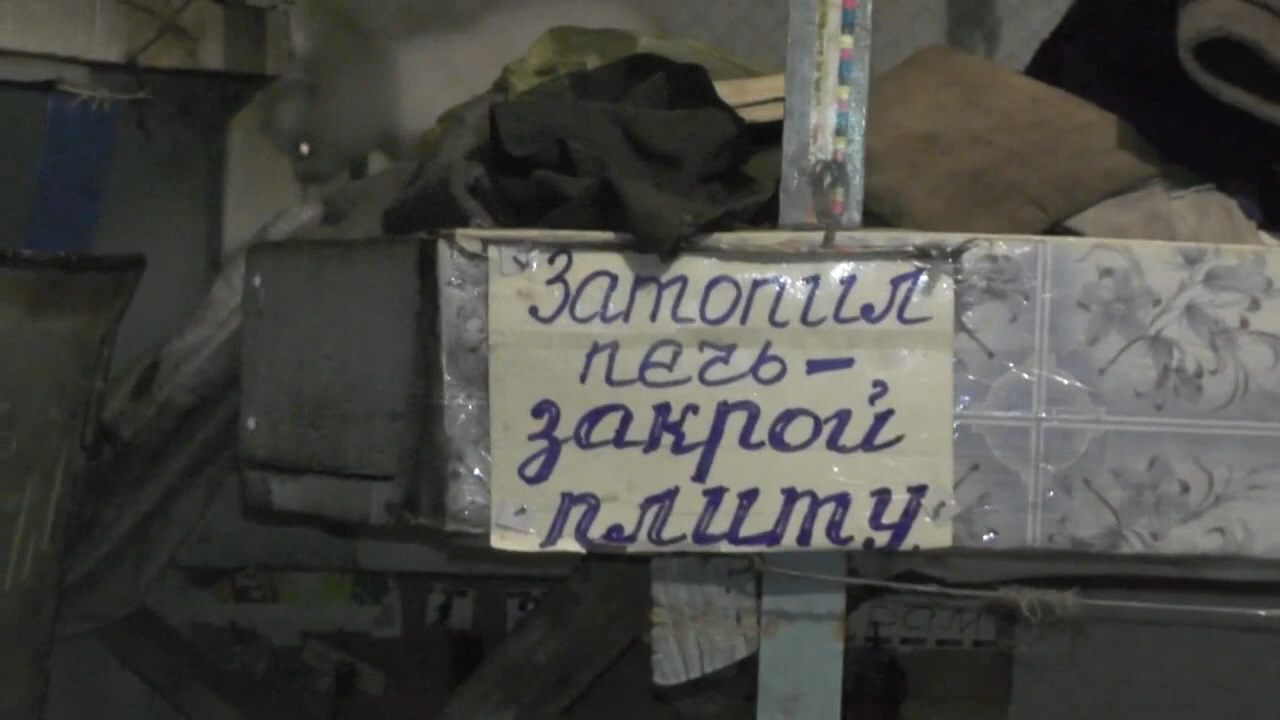 Затопил
печь –
закрой
плиту.